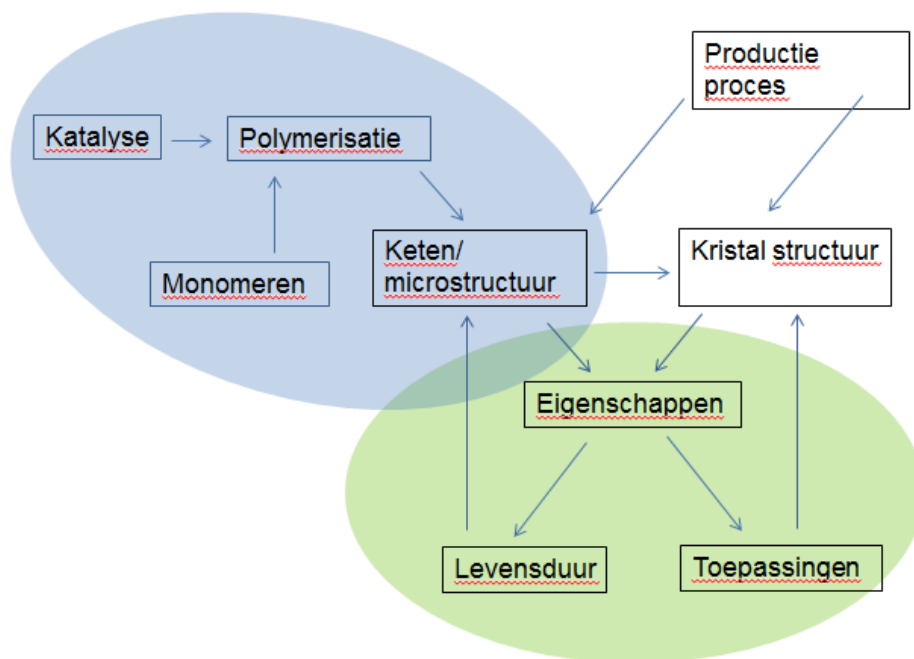 Productie
proces
Katalyse
Polymerisatie
Keten/
microstructuur
Kristal structuur
Monomeren
Eigenschappen
Levensduur
Toepassingen